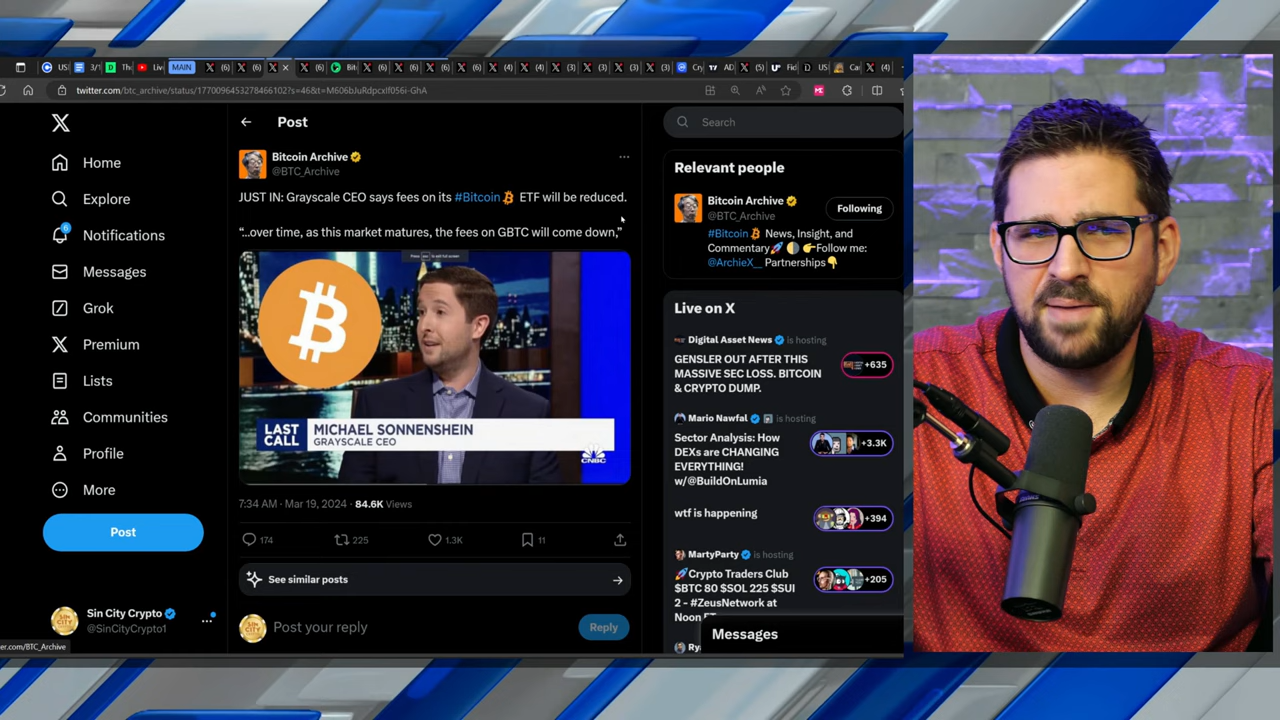 MAIN
twitter.com/btc_archive/status/1770096453278466102?s=46&t=M606bJuRdpcxIf056i-GhA
Home
Explore
6
Notifications
Messages
Grok
Premium
Lists
Communities
Profile
More
Post
Sin City Crypto
@SinCityCrypto1
er.com/BTC_Archive
Post
Bitcoin Archive
@BTC_Archive
JUST IN: Grayscale CEO says fees on its #Bitcoin ETF will be reduced.
“...over time, as this market matures, the fees on GBTC will come down,”
LAST CALL
MICHAEL SONNENSHEIN
GRAYSCALE CEO
CNBC
7:34 AM · Mar 19, 2024 · 84.6K Views
174 225 1.3K 11
See similar posts
Post your reply
Reply
Search
Relevant people
Bitcoin Archive
@BTC_Archive
Following
#Bitcoin News, Insight, and
Commentary Follow me:
@ArchieX__ Partnerships
Live on X
Digital Asset News is hosting
GENSLER OUT AFTER THIS
MASSIVE SEC LOSS. BITCOIN
& CRYPTO DUMP.
+635
Mario Nawfal is hosting
Sector Analysis: How
DEXs are CHANGING
EVERYTHING!
w/@BuildOnLumia
+3.3K
wtf is happening
+394
MartyParty is hosting
Crypto Traders Club
$BTC 80 $SOL 225 $SUI
2 - #ZeusNetwork at
Noon
+205
Messages